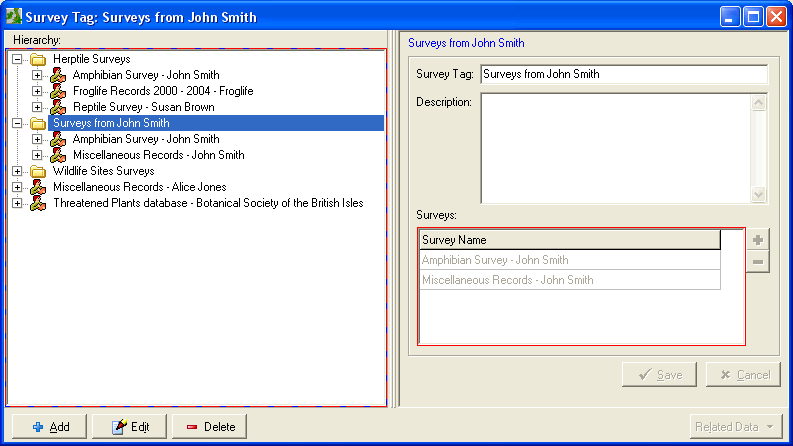 Survey Tag: Surveys from John Smith
Hierarchy:
Herptile Surveys
Amphibian Survey - John Smith
Froglife Records 2000 - 2004 - Froglife
Reptile Survey - Susan Brown
Surveys from John Smith
Amphibian Survey - John Smith
Miscellaneous Records - John Smith
Wildlife Sites Surveys
Miscellaneous Records - Alice Jones
Threatened Plants database - Botanical Society of the British Isles
Surveys from John Smith
Survey Tag: Surveys from John Smith
Description:
Surveys:
Survey Name
Amphibian Survey - John Smith
Miscellaneous Records - John Smith
Save Cancel
Add Edit Delete Related Data